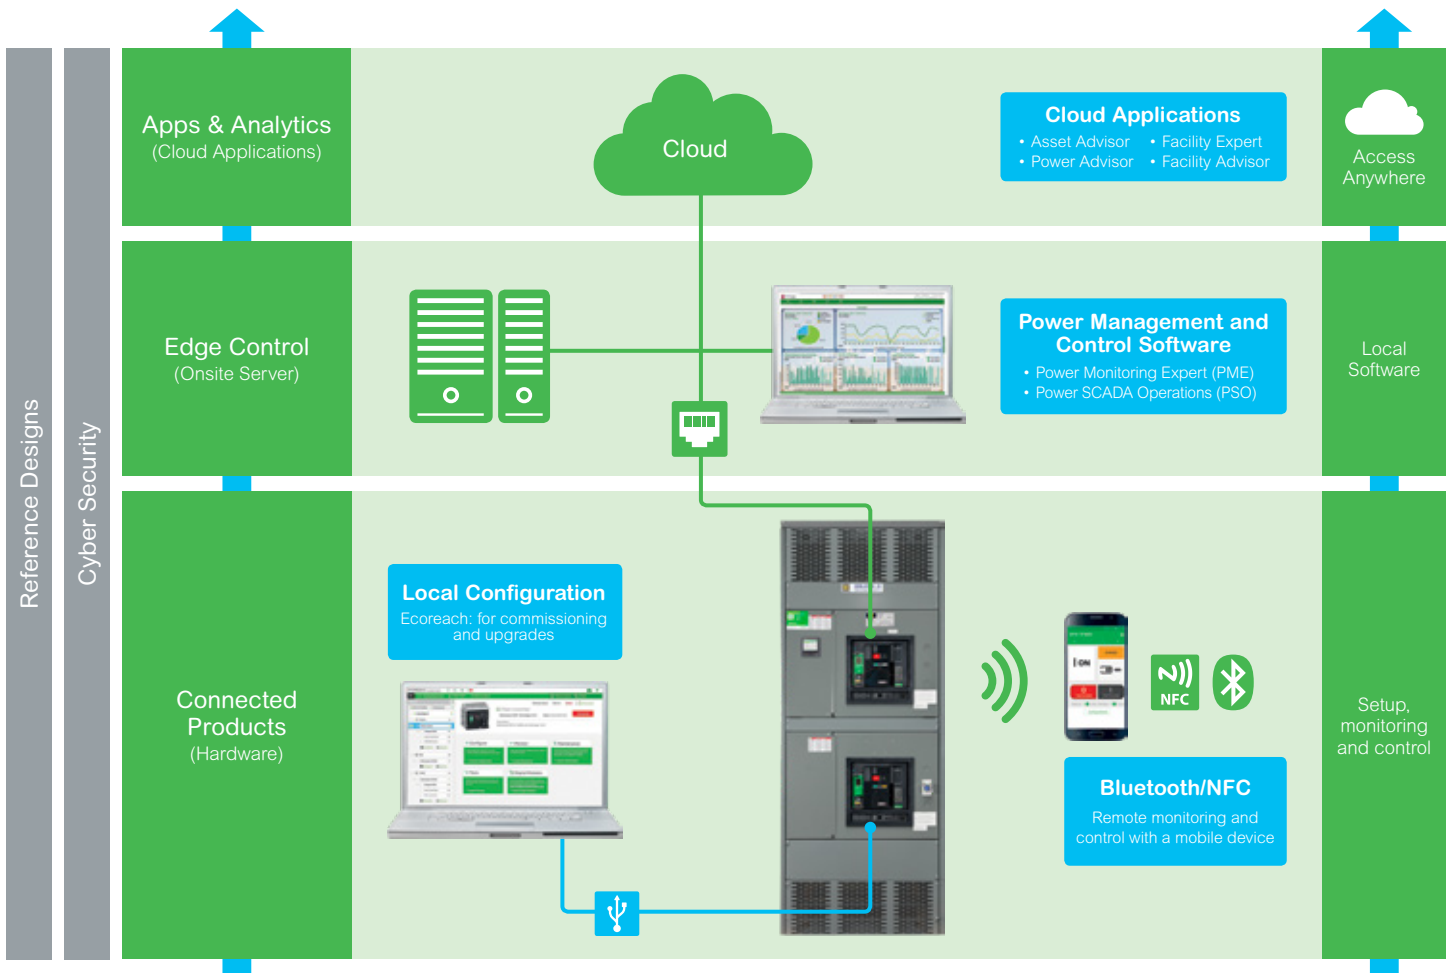 Reference Designs
Cyber Security
Apps & Analytics
(Cloud Applications)
Cloud
Cloud Applications
• Asset Advisor • Facility Expert
• Power Advisor • Facility Advisor
Access
Anywhere
Edge Control
(Onsite Server)
Power Management and
Control Software
• Power Monitoring Expert (PME)
• Power SCADA Operations (PSO)
Local
Software
Connected
Products
(Hardware)
Local Configuration
Ecoreach: for commissioning
and upgrades
ON
NFC
Bluetooth/NFC
Remote monitoring and
control with a mobile device
Setup,
monitoring
and control